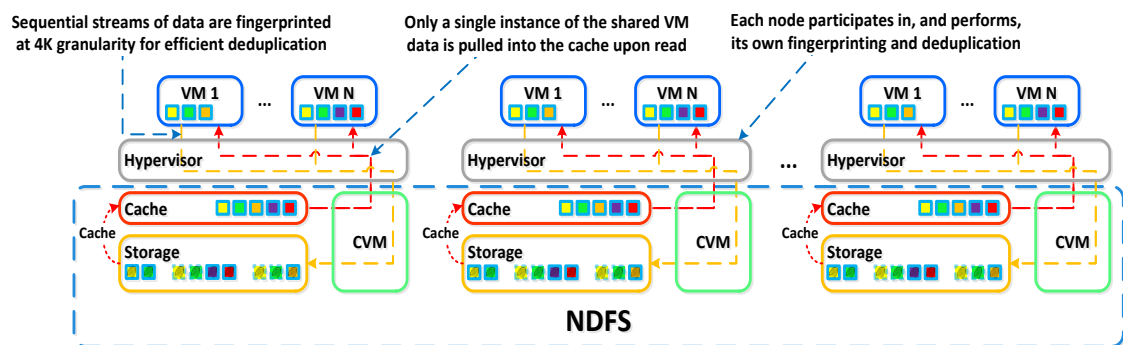 Sequential streams of data are fingerprinted
at 4K granularity for efficient deduplication
Only a single instance of the shared VM
data is pulled into the cache upon read
Each node participates in, and performs,
its own fingerprinting and deduplication
VM 1
...
VM N
VM 1
...
VM N
VM 1
...
VM N
Hypervisor
Hypervisor
...
Hypervisor
Cache
Cache
Cache
Cache
CVM
Cache
CVM
Cache
CVM
Storage
Storage
Storage
NDFS